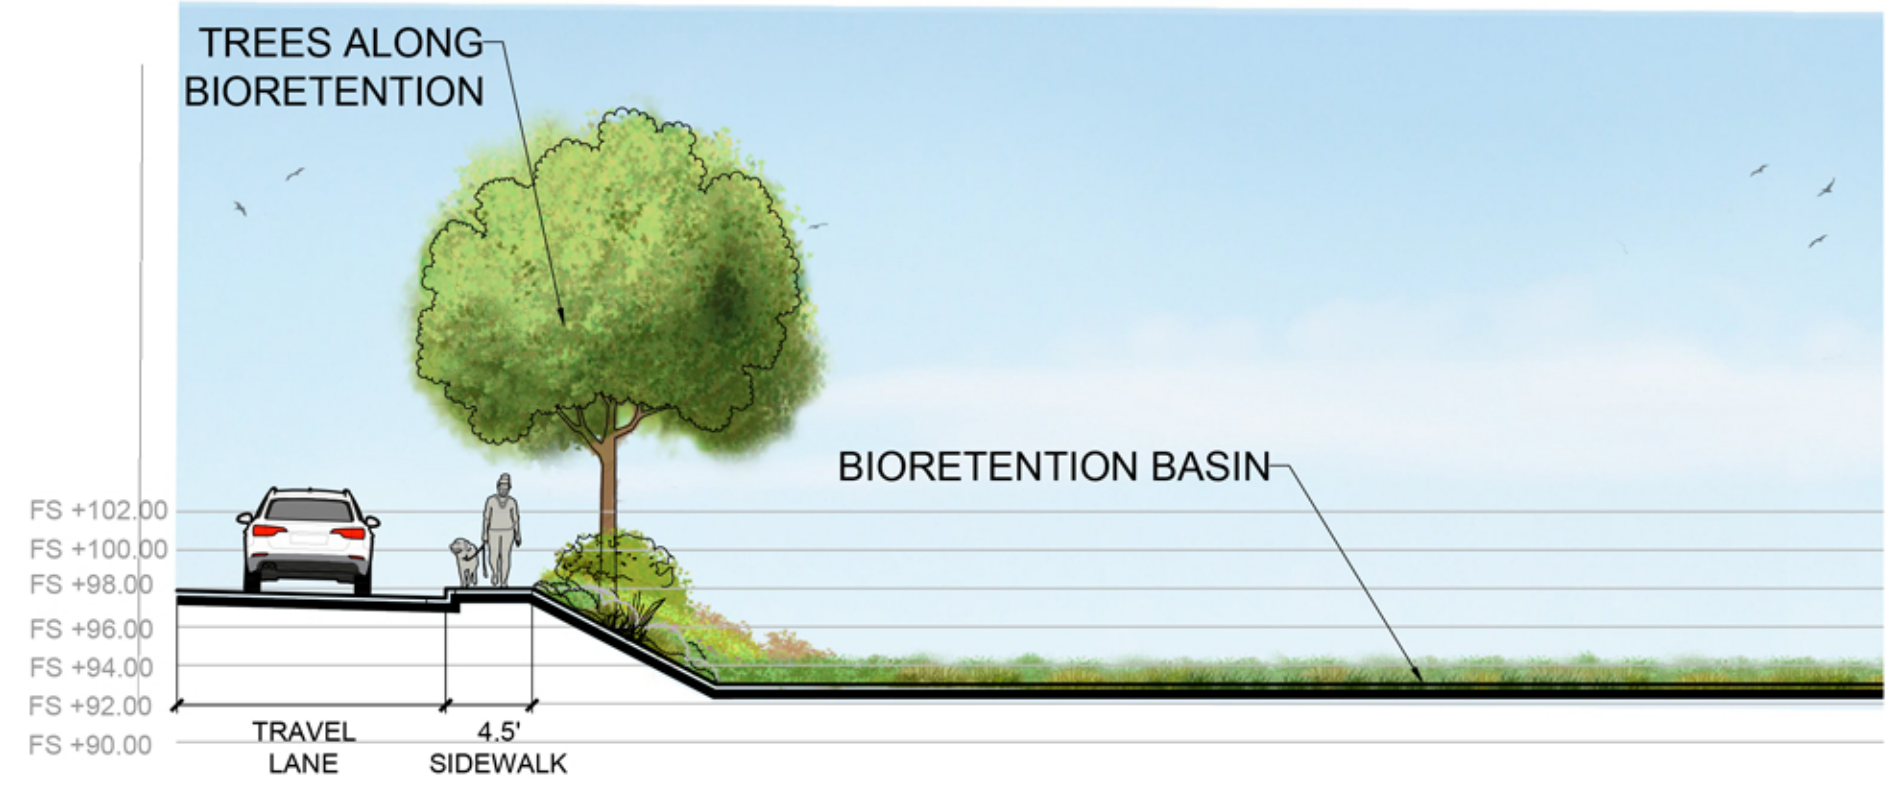 TREES ALONG
BIORETENTION
BIORETENTION BASIN
FS +102.00
FS +100.00
FS +98.00
FS +96.00
FS +94.00
FS +92.00
FS +90.00
TRAVEL
LANE
4.5'
SIDEWALK